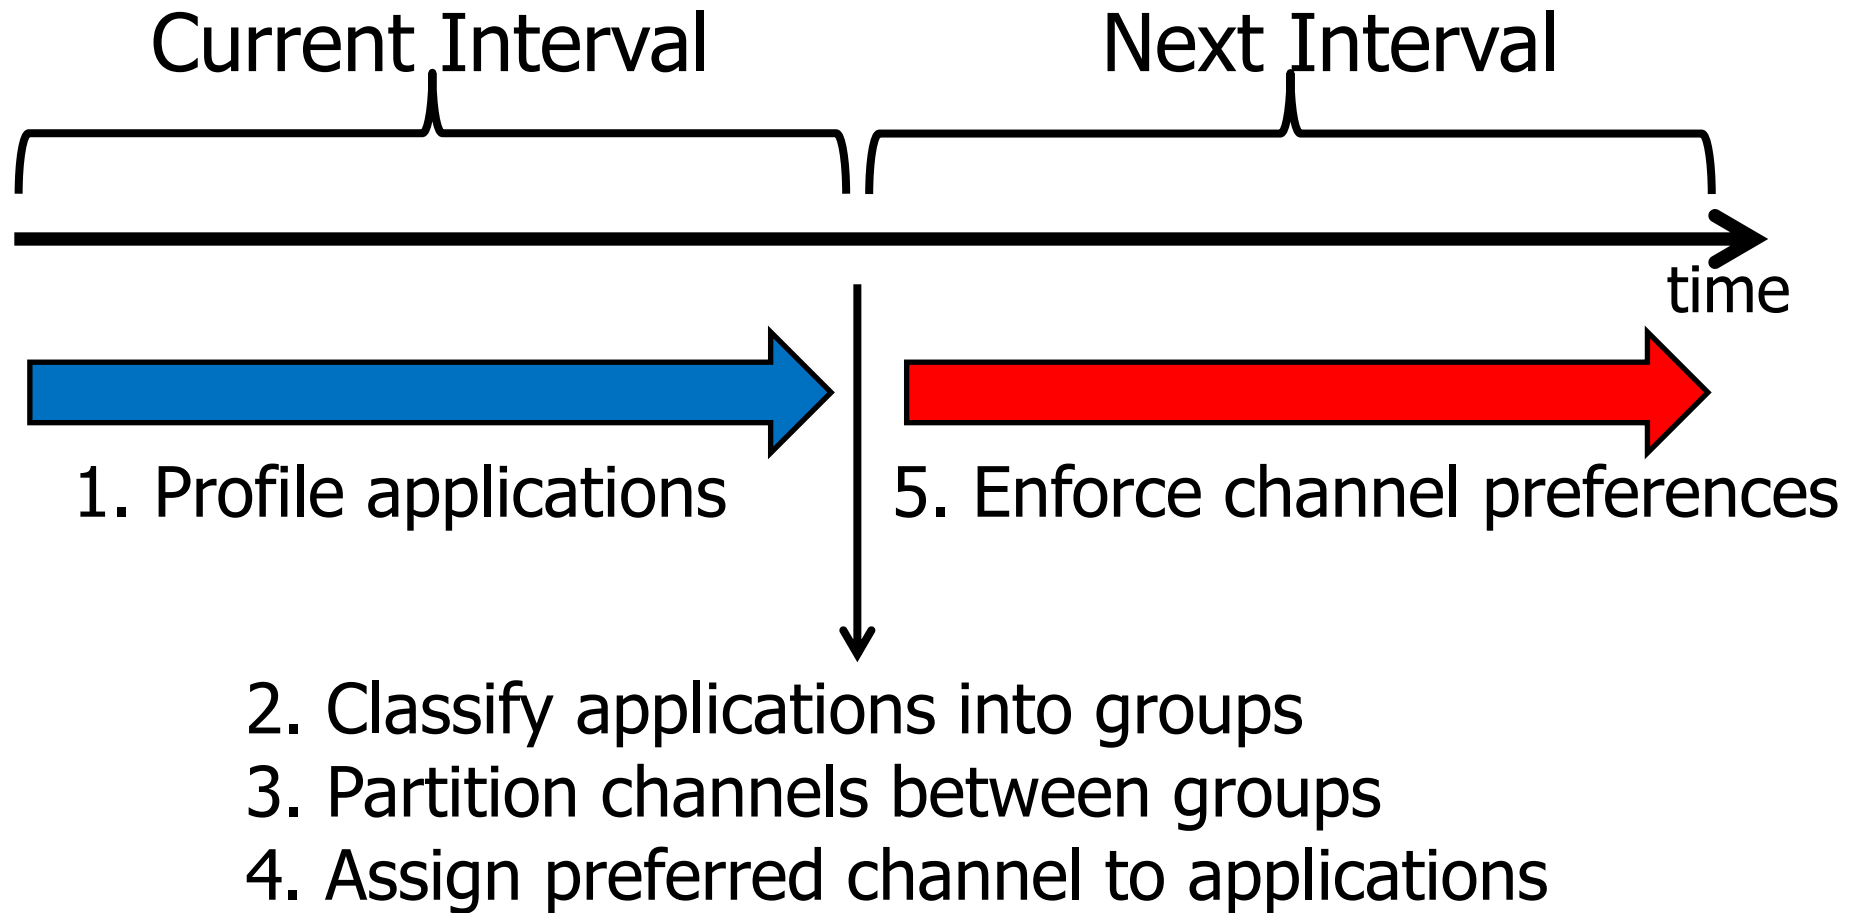 Current Interval
Next Interval
time
1. Profile applications
5. Enforce channel preferences
2. Classify applications into groups
3. Partition channels between groups
4. Assign preferred channel to applications